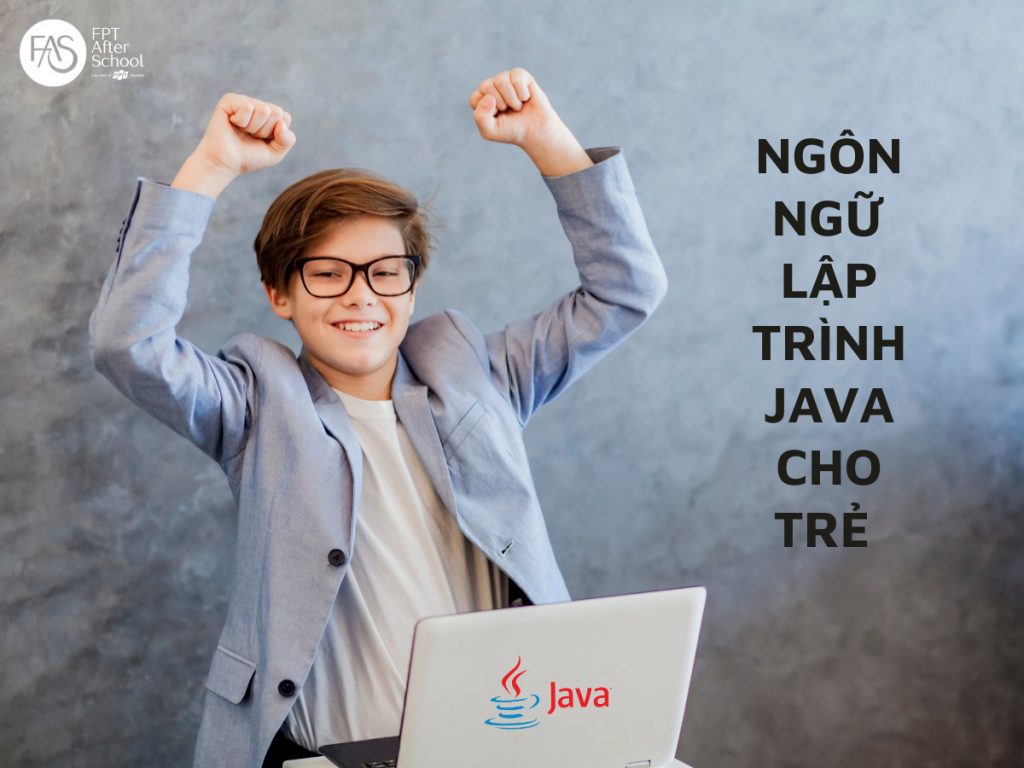 FAS
FPT
After
School
NGÔN
NGỮ
LẬP
TRÌNH
JAVA
CHO
TRẺ
Java